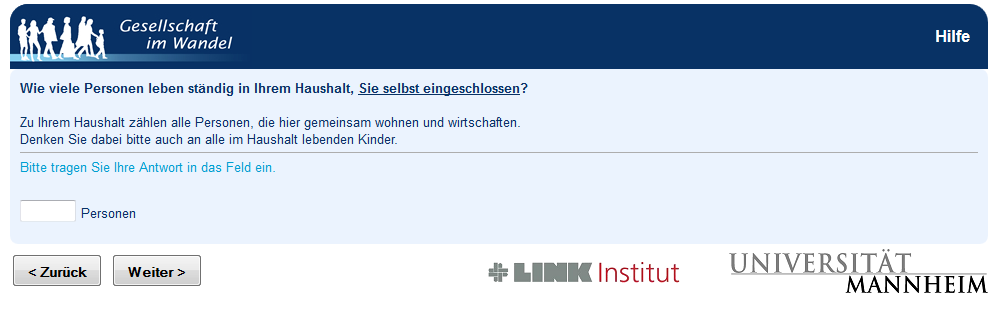 Gesellschaft
im Wandel
Hilfe
Wie viele Personen leben ständig in Ihrem Haushalt, Sie selbst eingeschlossen?
Zu Ihrem Haushalt zählen alle Personen, die hier gemeinsam wohnen und wirtschaften.
Denken Sie dabei bitte auch an alle im Haushalt lebenden Kinder.
Bitte tragen Sie Ihre Antwort in das Feld ein.
Personen
< Zurück
Weiter >
LINK Institut
UNIVERSITÄT
MANNHEIM